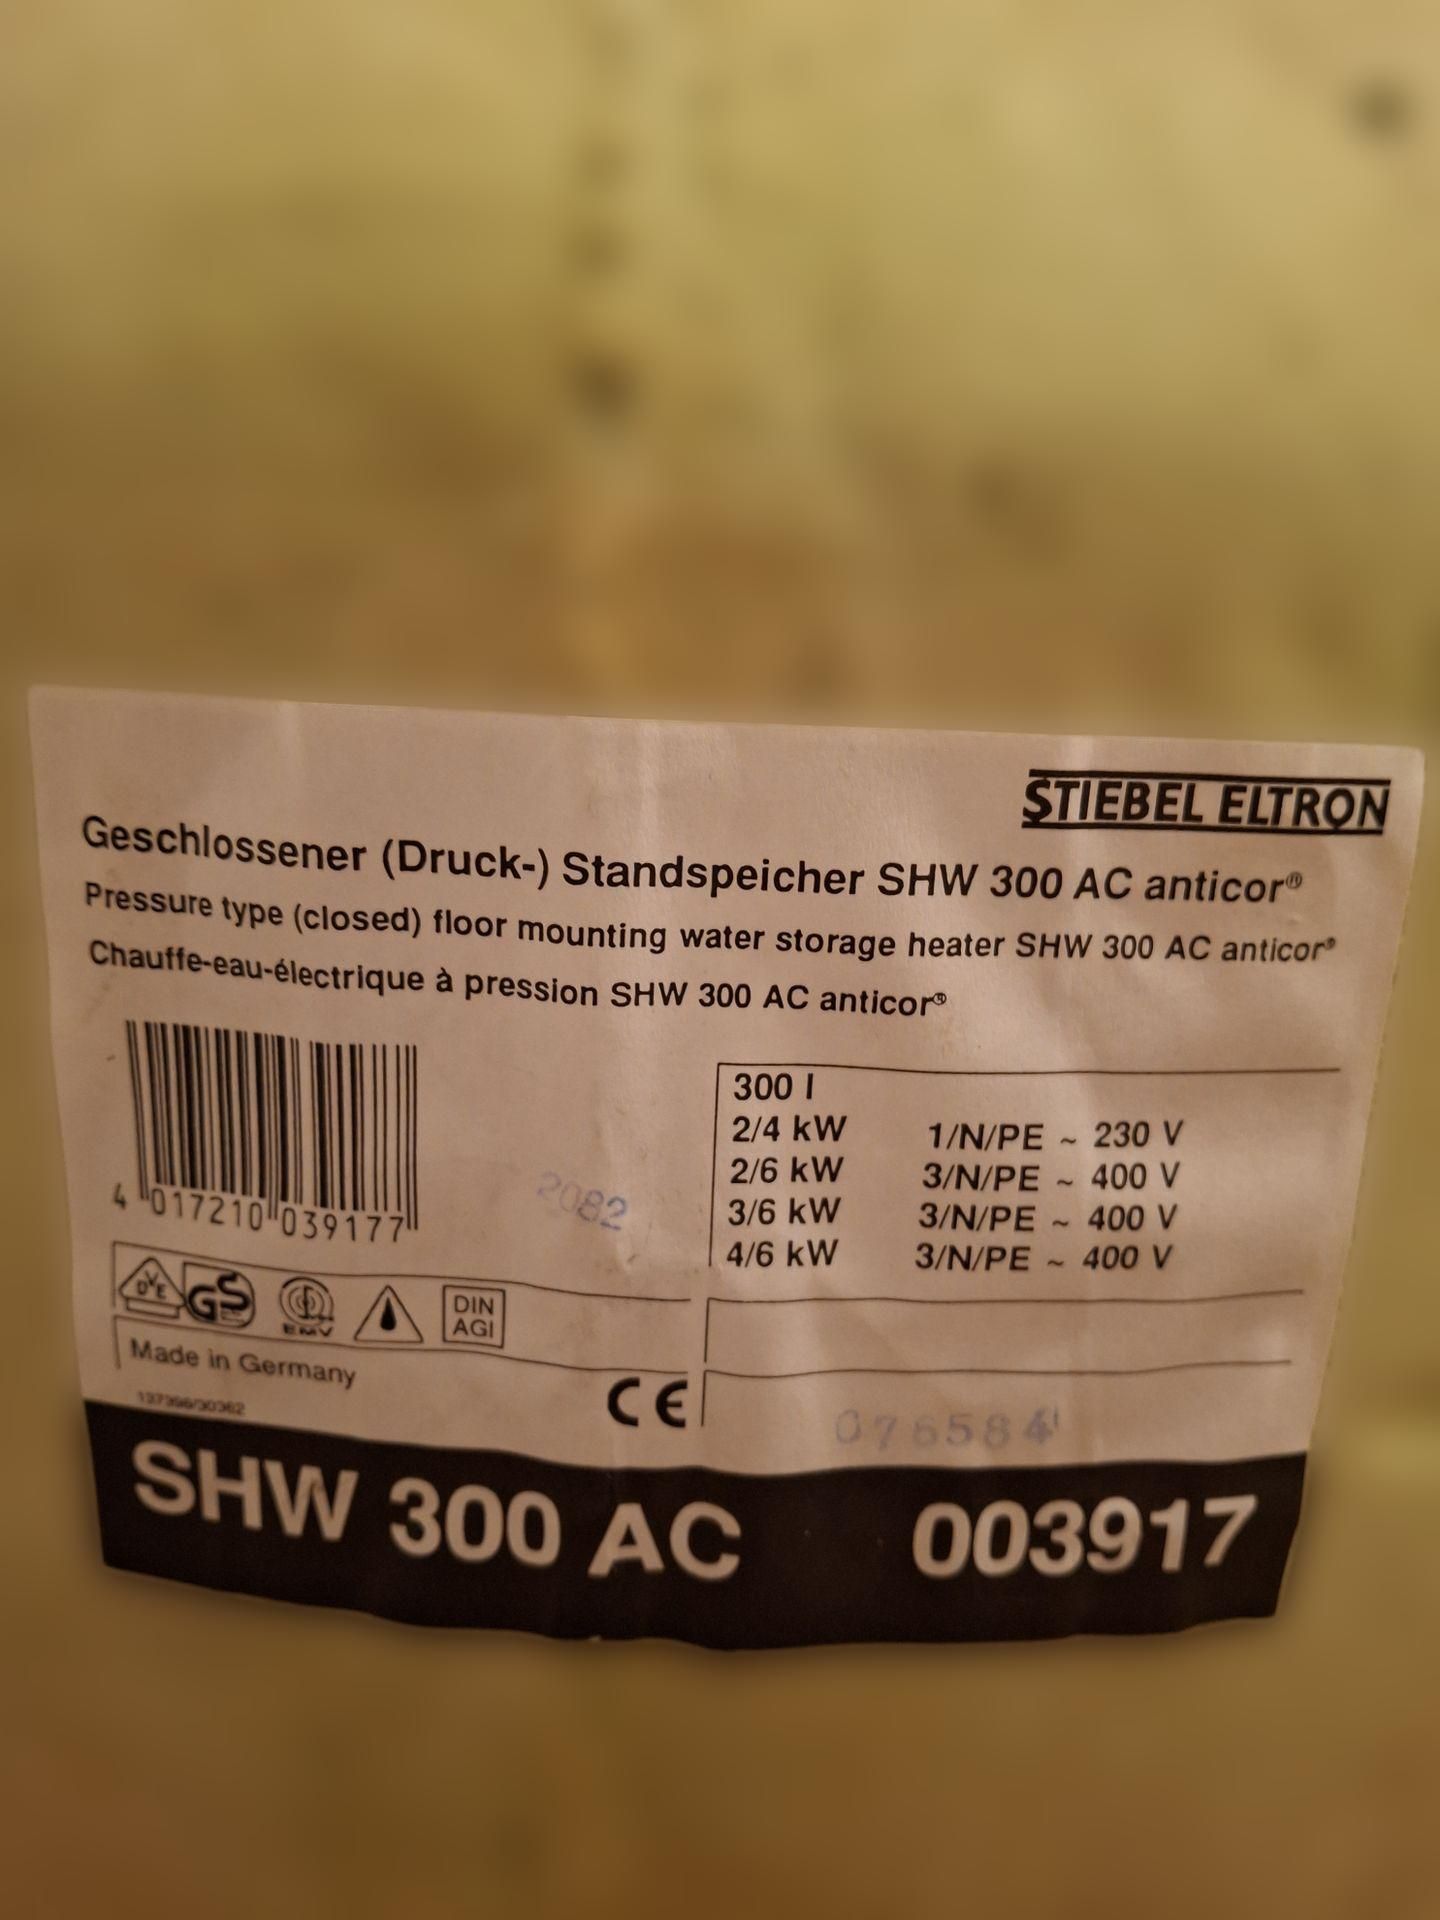 STIEBEL ELTRON
Geschlossener (Druck-) Standspeicher SHW 300 AC anticor®
Pressure type (closed) floor mounting water storage heater SHW 300 AC anticor®
Chauffe-eau-électrique à pression SHW 300 AC anticor®
300 l
2/4 kW 1/N/PE ~ 230 V
2/6 kW 3/N/PE ~ 400 V
3/6 kW 3/N/PE ~ 400 V
4/6 kW 3/N/PE ~ 400 V
4 017210 039177
2082
DVE GS EMV DIN AGI
Made in Germany
CE
076584
SHW 300 AC 003917